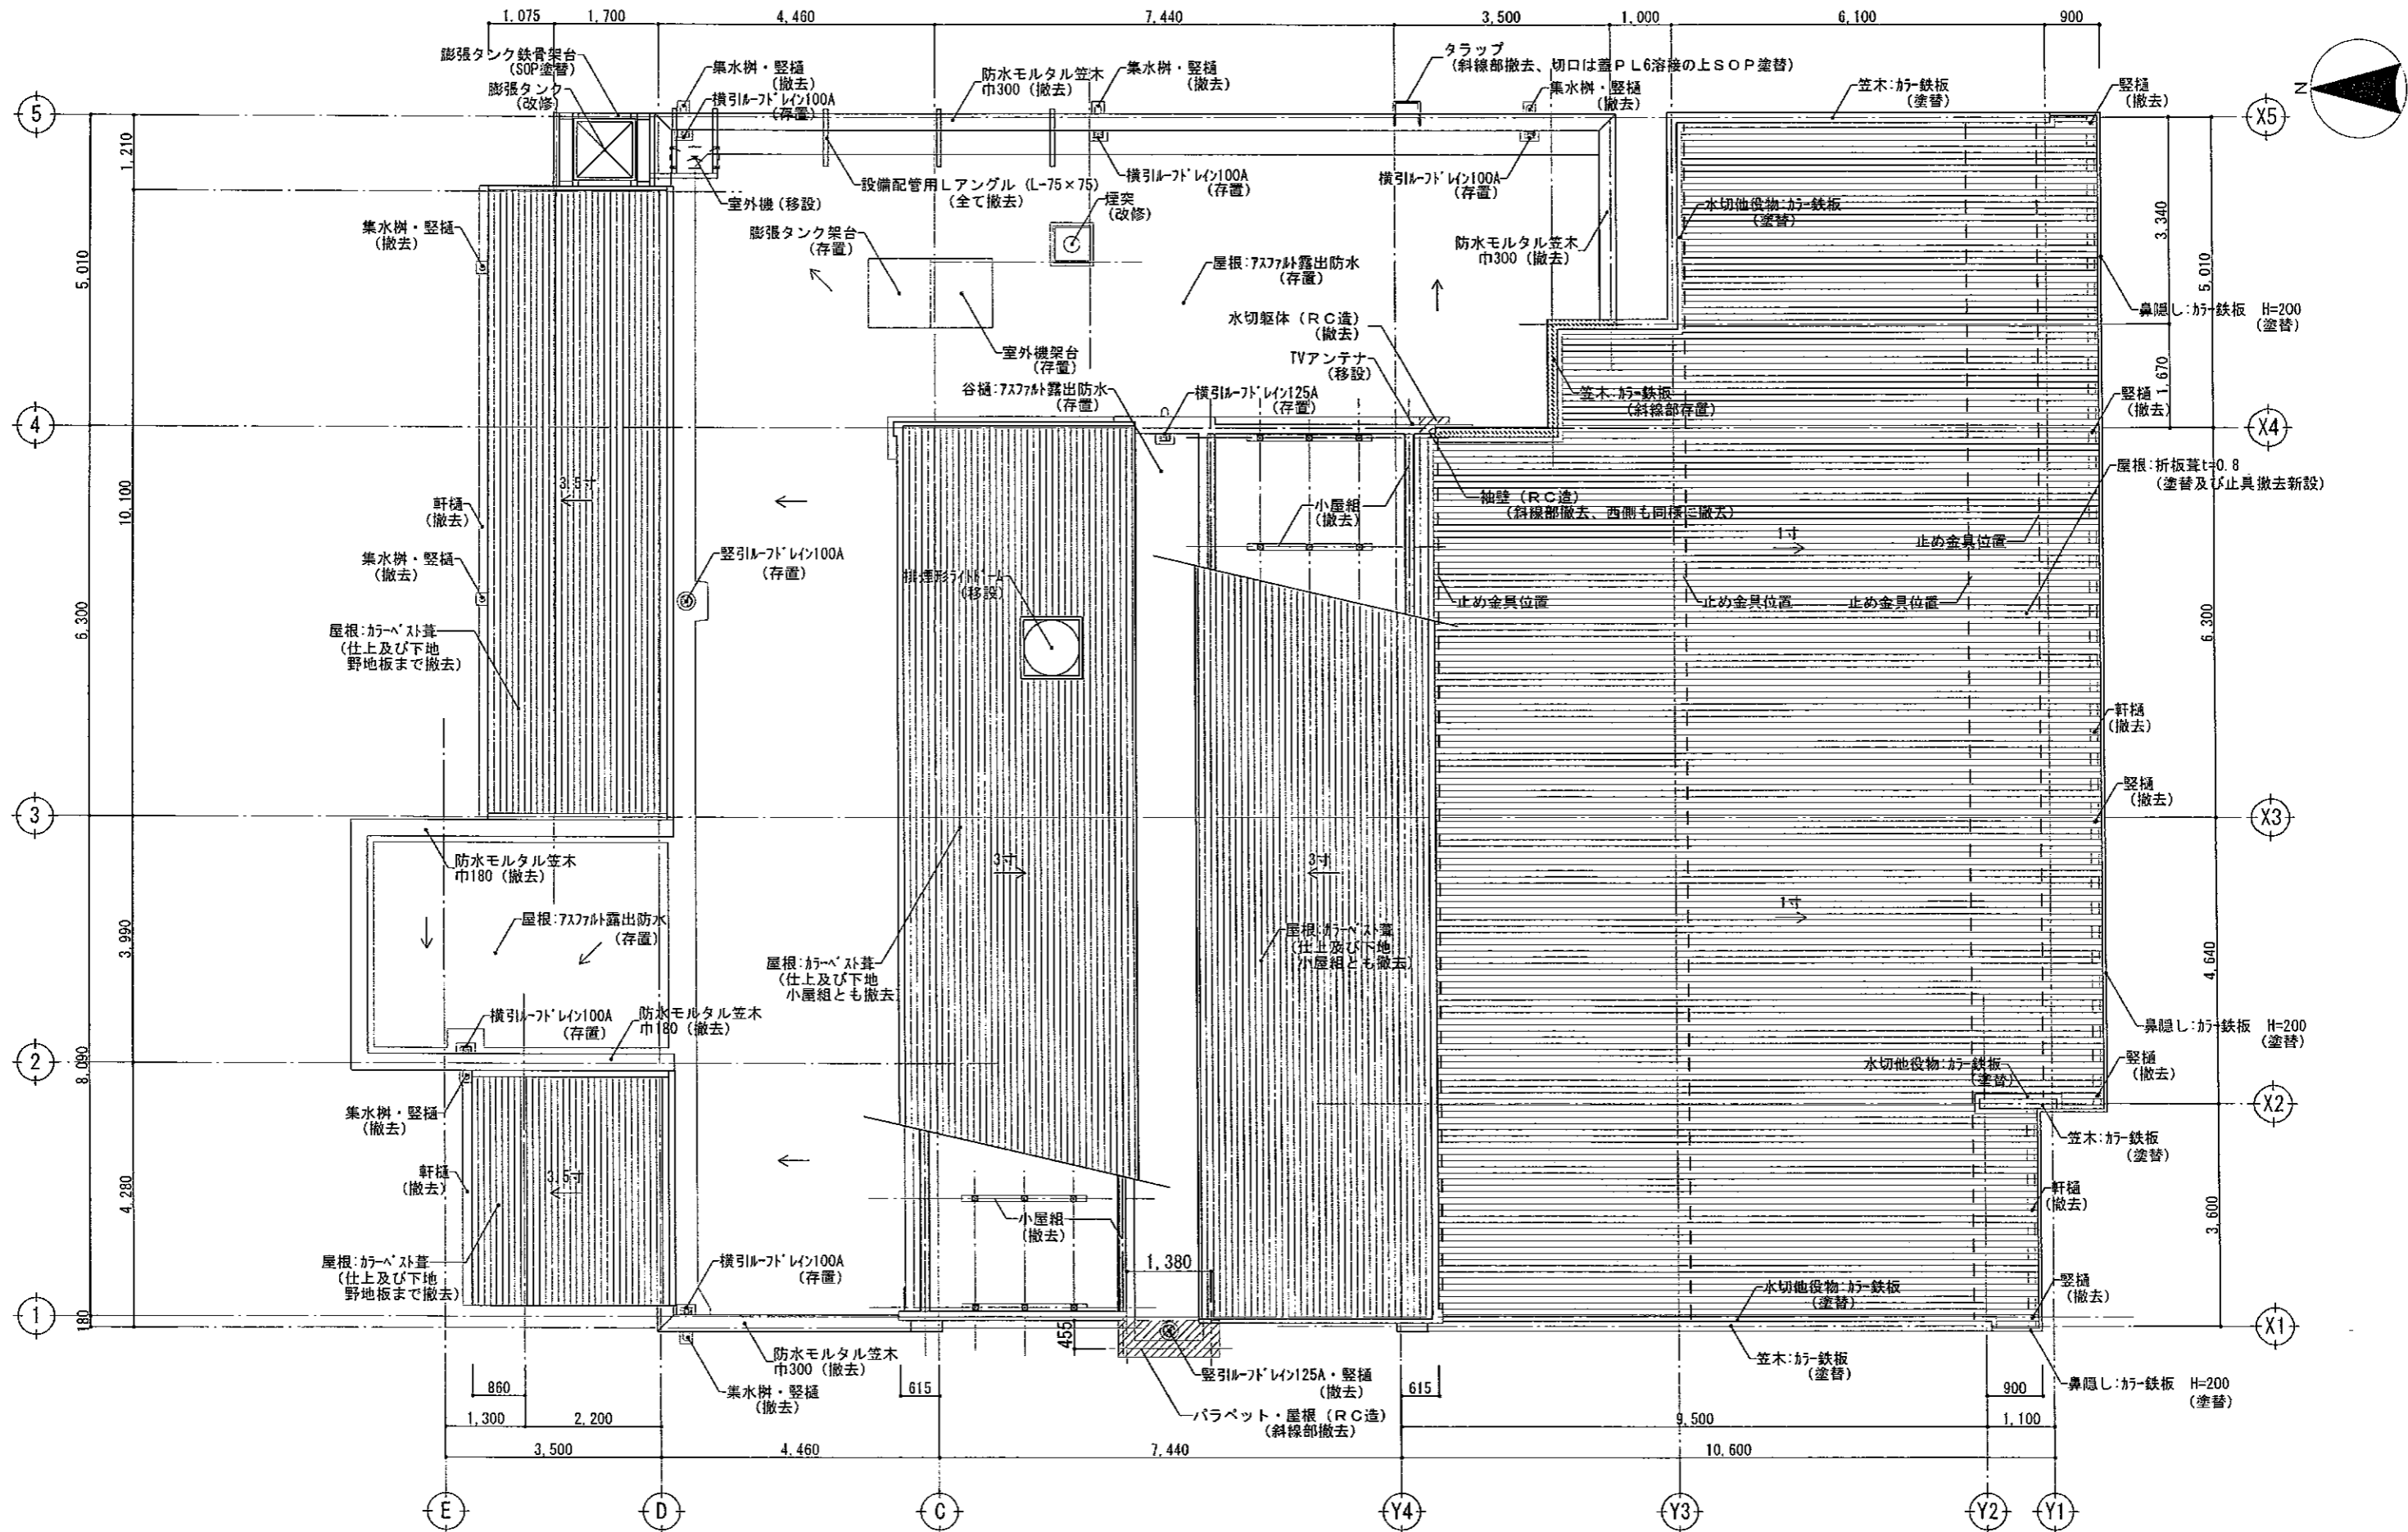 1,075
1,700
4,460
7,440
3,500
1,000
6,100
900
膨張タンク鉄骨架台
(SOP塗替)
膨張タンク
(改修)
集水桝・竪樋
(撤去)
横引ルーフドレイン100A
(存置)
防水モルタル笠木
巾300 (撤去)
集水桝・竪樋
(撤去)
タラップ
(斜線部撤去、切口は蓋PL6溶接の上SOP塗替)
集水桝・竪樋
(撤去)
笠木:カラー鉄板
(塗替)
竪樋
(撤去)
N
5
X5
1,210
設備配管用Lアングル (L-75×75)
(全て撤去)
横引ルーフドレイン100A
(存置)
横引ルーフドレイン100A
(存置)
室外機 (移設)
煙突
(改修)
水切他役物:カラー鉄板
(塗替)
3,340
集水桝・竪樋
(撤去)
膨張タンク架台
(存置)
防水モルタル笠木
巾300 (撤去)
5,010
屋根:アスファルト露出防水
(存置)
5,010
鼻隠し:カラー鉄板 H=200
(塗替)
水切躯体 (RC造)
(撤去)
室外機架台
(存置)
TVアンテナ
(移設)
谷樋:アスファルト露出防水
(存置)
横引ルーフドレイン125A
(存置)
笠木:カラー鉄板
(斜線部存置)
1,670
竪樋
(撤去)
4
X4
屋根:折板葺t=0.8
(塗替及び止具撤去新設)
3.5寸
軒樋
(撤去)
10,100
小屋組
(撤去)
袖壁 (RC造)
(斜線部撤去、西側も同様に撤去)
1寸
止め金具位置
集水桝・竪樋
(撤去)
竪引ルーフドレイン100A
(存置)
排煙形ライトドーム
(移設)
止め金具位置
止め金具位置
止め金具位置
6,300
6,300
屋根:カラーベスト葺
(仕上及び下地
野地板まで撤去)
軒樋
(撤去)
竪樋
(撤去)
3
X3
防水モルタル笠木
巾180 (撤去)
3寸
3寸
屋根:アスファルト露出防水
(存置)
1寸
3,990
屋根:カラーベスト葺
(仕上及び下地
小屋組とも撤去)
屋根:カラーベスト葺
(仕上及び下地
小屋組とも撤去)
4,640
横引ルーフドレイン100A
(存置)
防水モルタル笠木
巾180 (撤去)
鼻隠し:カラー鉄板 H=200
(塗替)
2
8,090
水切他役物:カラー鉄板
(塗替)
竪樋
(撤去)
集水桝・竪樋
(撤去)
X2
笠木:カラー鉄板
(塗替)
軒樋
(撤去)
3.5寸
4,280
小屋組
(撤去)
軒樋
(撤去)
3,600
屋根:カラーベスト葺
(仕上及び下地
野地板まで撤去)
横引ルーフドレイン100A
(存置)
1,380
水切他役物:カラー鉄板
(塗替)
竪樋
(撤去)
1
180
X1
455
防水モルタル笠木
巾300 (撤去)
笠木:カラー鉄板
(塗替)
集水桝・竪樋
(撤去)
竪引ルーフドレイン125A・竪樋
(撤去)
鼻隠し:カラー鉄板 H=200
(塗替)
860
615
615
900
パラペット・屋根 (RC造)
(斜線部撤去)
1,300
2,200
9,500
1,100
3,500
4,460
7,440
10,600
E
D
C
Y4
Y3
Y2
Y1